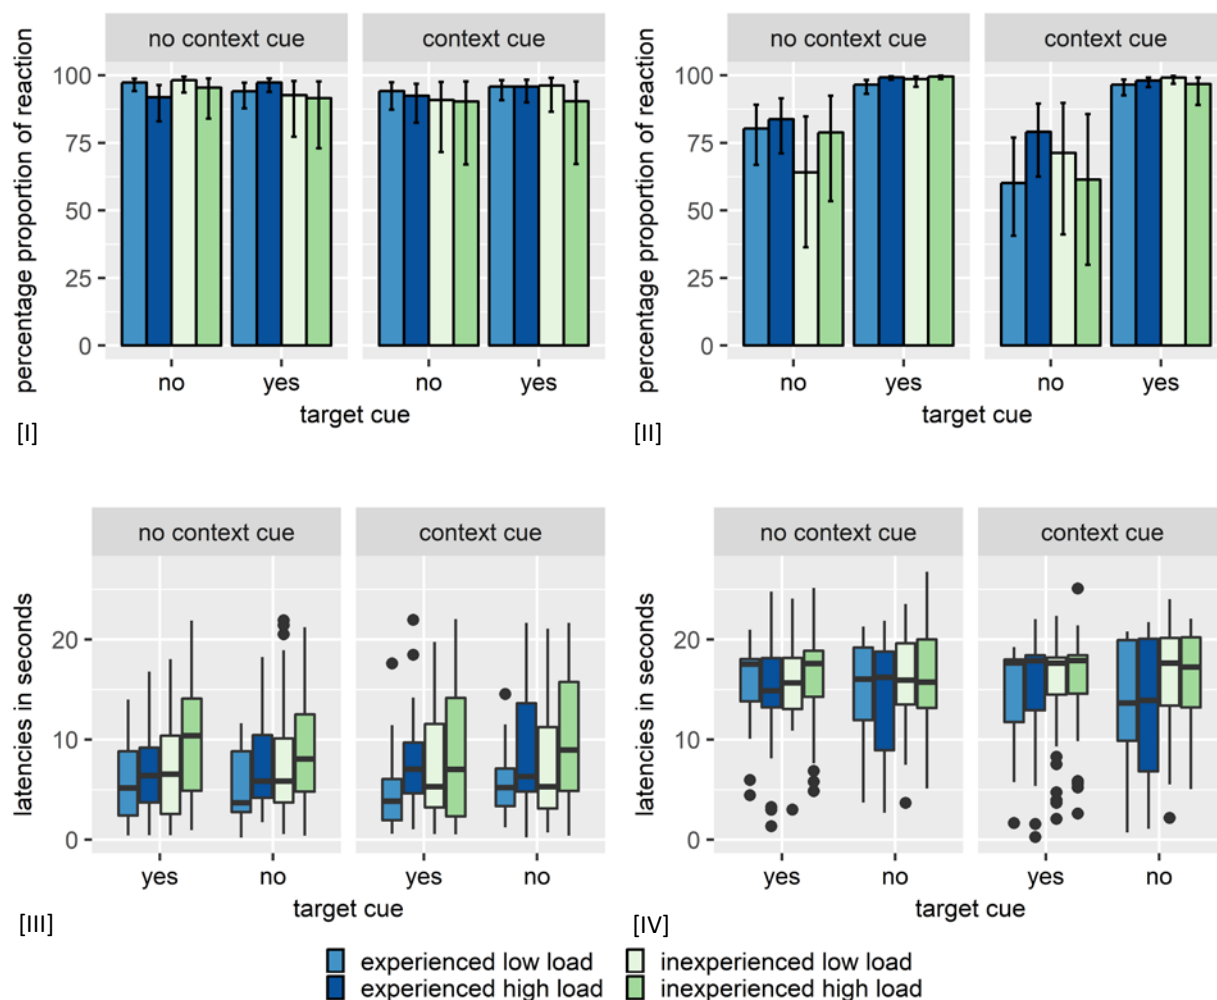 no context cue
context cue
percentage proportion of reaction
100
75
50
25
0
no
yes
no
yes
target cue
[I]
no context cue
context cue
percentage proportion of reaction
100
75
50
25
0
no
yes
no
yes
target cue
[II]
no context cue
context cue
latencies in seconds
20
10
0
yes
no
yes
no
target cue
[III]
no context cue
context cue
latencies in seconds
20
10
0
yes
no
yes
no
target cue
[IV]
experienced low load
inexperienced low load
experienced high load
inexperienced high load